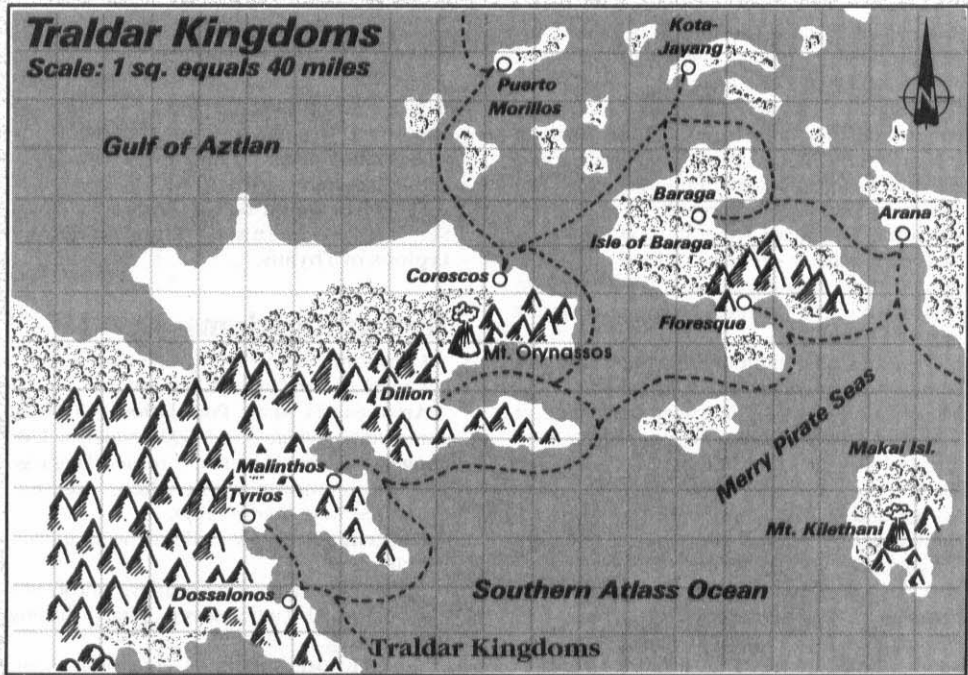 Traldar Kingdoms
Scale: 1 sq. equals 40 miles
Kota-
Jayang
Puerto
Morillos
Gulf of Aztlan
Baraga
Arana
Isle of Baraga
Corescos
Floresque
Mt. Orynassos
Dilion
Merry Pirate Seas
Malinthos
Makai Isl.
Tyrios
Mt. Kilethani
Dossalonos
Southern Atlass Ocean
Traldar Kingdoms
N